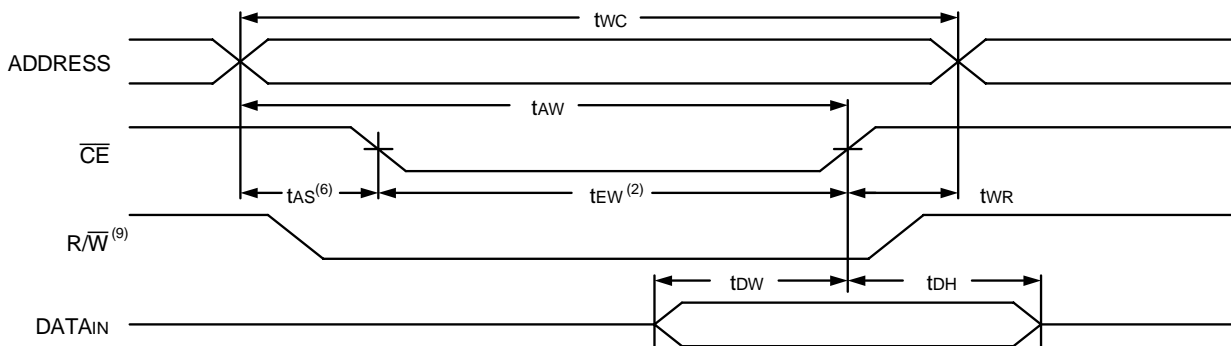 tWC
ADDRESS
tAW
CE
tAS(6)
tEW(2)
tWR
R/W(9)
tDW
tDH
DATAIN